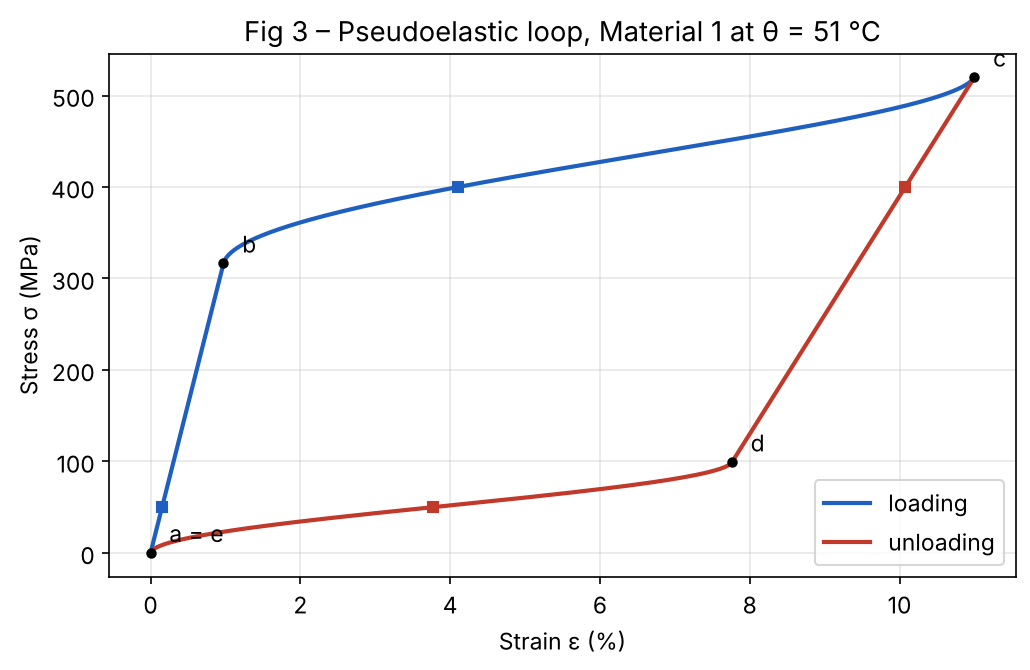 Fig 3 – Pseudoelastic loop, Material 1 at θ = 51 °C
Stress σ (MPa)
500
400
300
200
100
0
c
b
d
a = e
loading
unloading
0 2 4 6 8 10
Strain ε (%)